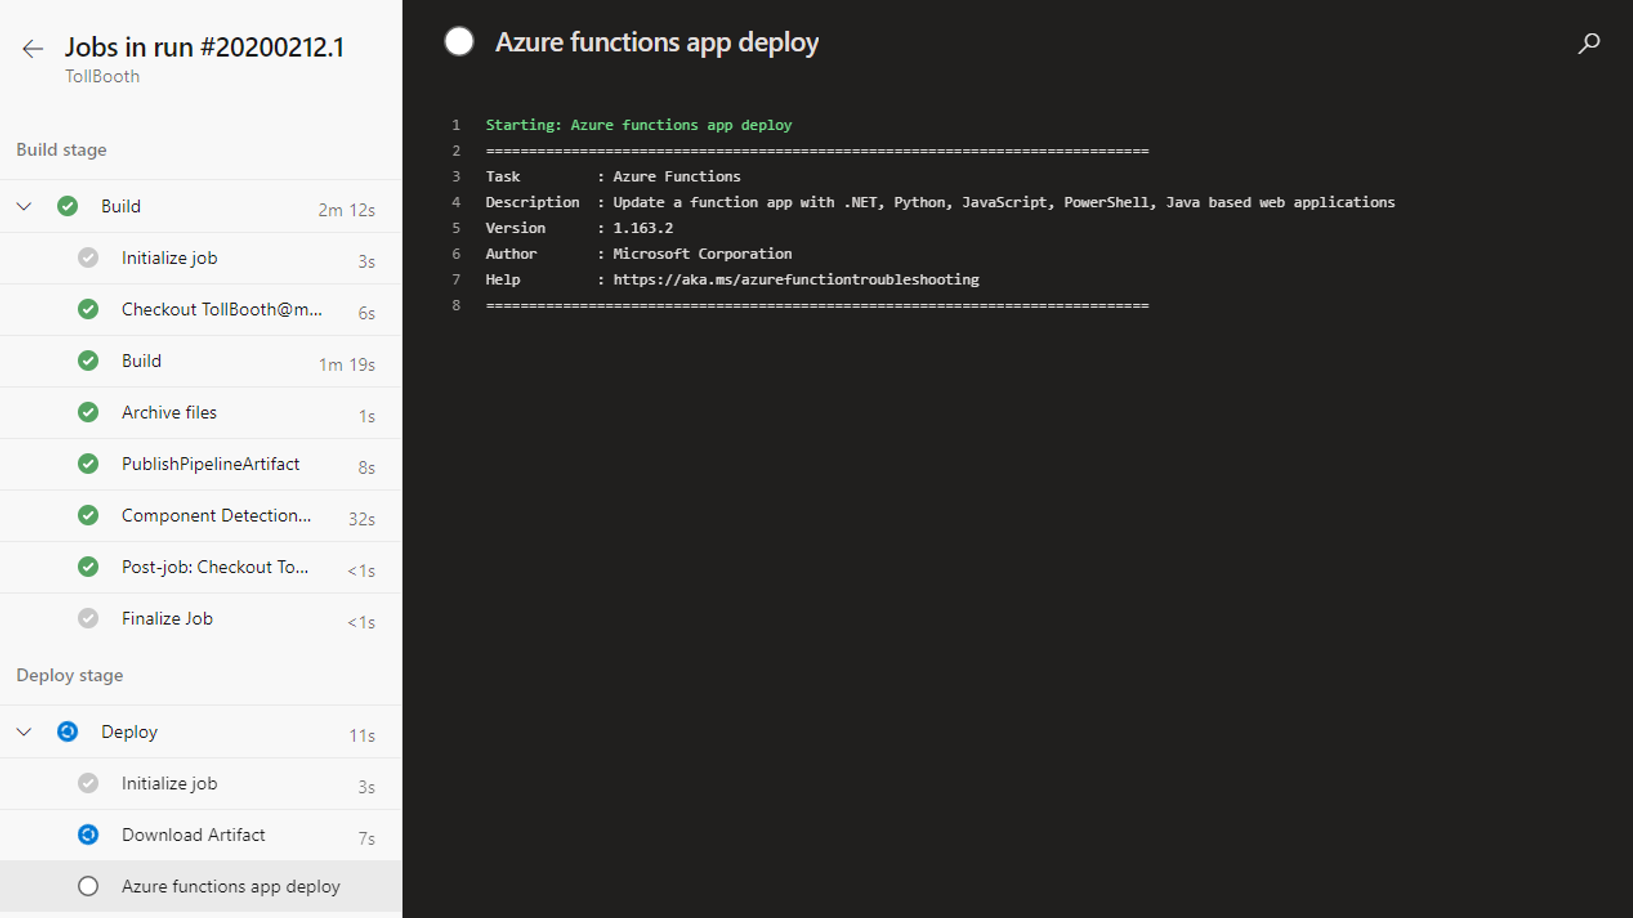 Jobs in run #20200212.1
TollBooth
Build stage
Build 2m 12s
Initialize job 3s
Checkout TollBooth@m... 6s
Build 1m 19s
Archive files 1s
PublishPipelineArtifact 8s
Component Detection... 32s
Post-job: Checkout To... <1s
Finalize Job <1s
Deploy stage
Deploy 11s
Initialize job 3s
Download Artifact 7s
Azure functions app deploy
Azure functions app deploy
1 Starting: Azure functions app deploy
2 ==============================================================================
3 Task : Azure Functions
4 Description : Update a function app with .NET, Python, JavaScript, PowerShell, Java based web applications
5 Version : 1.163.2
6 Author : Microsoft Corporation
7 Help : https://aka.ms/azurefunctiontroubleshooting
8 ==============================================================================